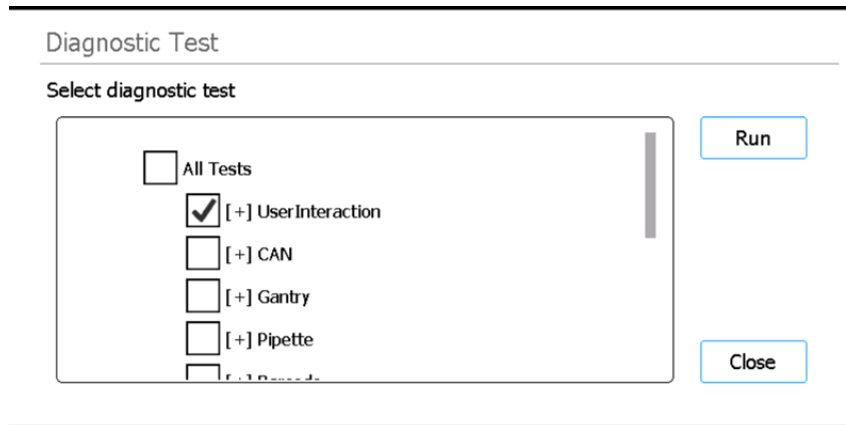 Diagnostic Test
Select diagnostic test
Run
All Tests
[+] UserInteraction
[+] CAN
[+] Gantry
[+] Pipette
Close